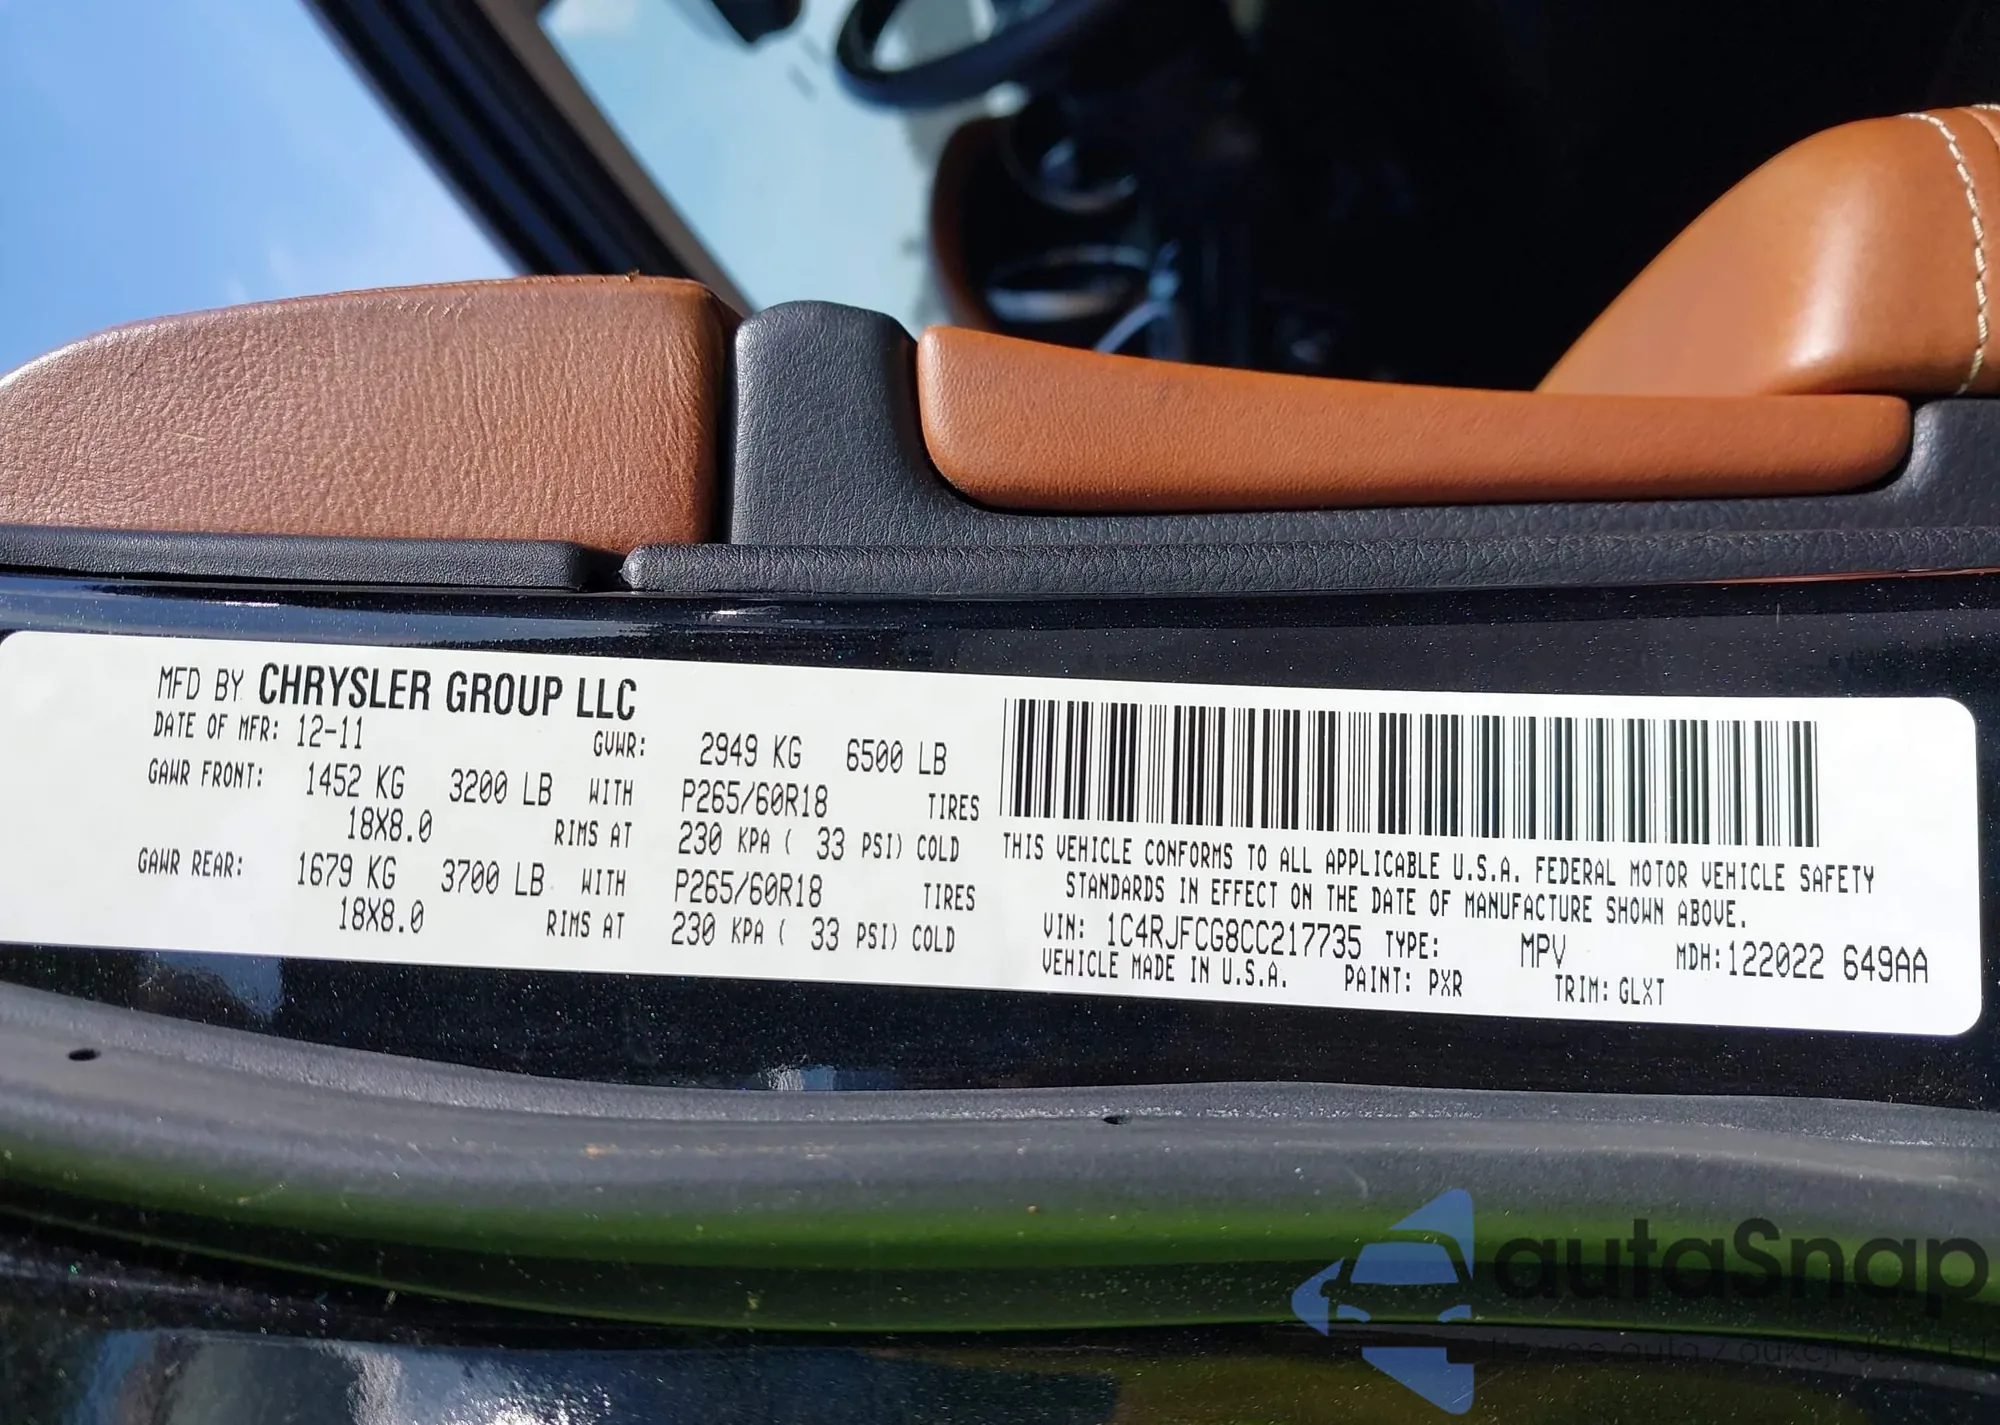 MFD BY CHRYSLER GROUP LLC
DATE OF MFR: 12-11 GVWR: 2949 KG 6500 LB
GAWR FRONT: 1452 KG 3200 LB WITH P265/60R18 TIRES
18X8.0 RIMS AT 230 KPA ( 33 PSI) COLD
GAWR REAR: 1679 KG 3700 LB WITH P265/60R18 TIRES
18X8.0 RIMS AT 230 KPA ( 33 PSI) COLD
THIS VEHICLE CONFORMS TO ALL APPLICABLE U.S.A. FEDERAL MOTOR VEHICLE SAFETY
STANDARDS IN EFFECT ON THE DATE OF MANUFACTURE SHOWN ABOVE.
VIN: 1C4RJFCG8CC217735 TYPE: MPV MDH:122022 649AA
VEHICLE MADE IN U.S.A. PAINT: PXR TRIM: GLXT
autaSnap